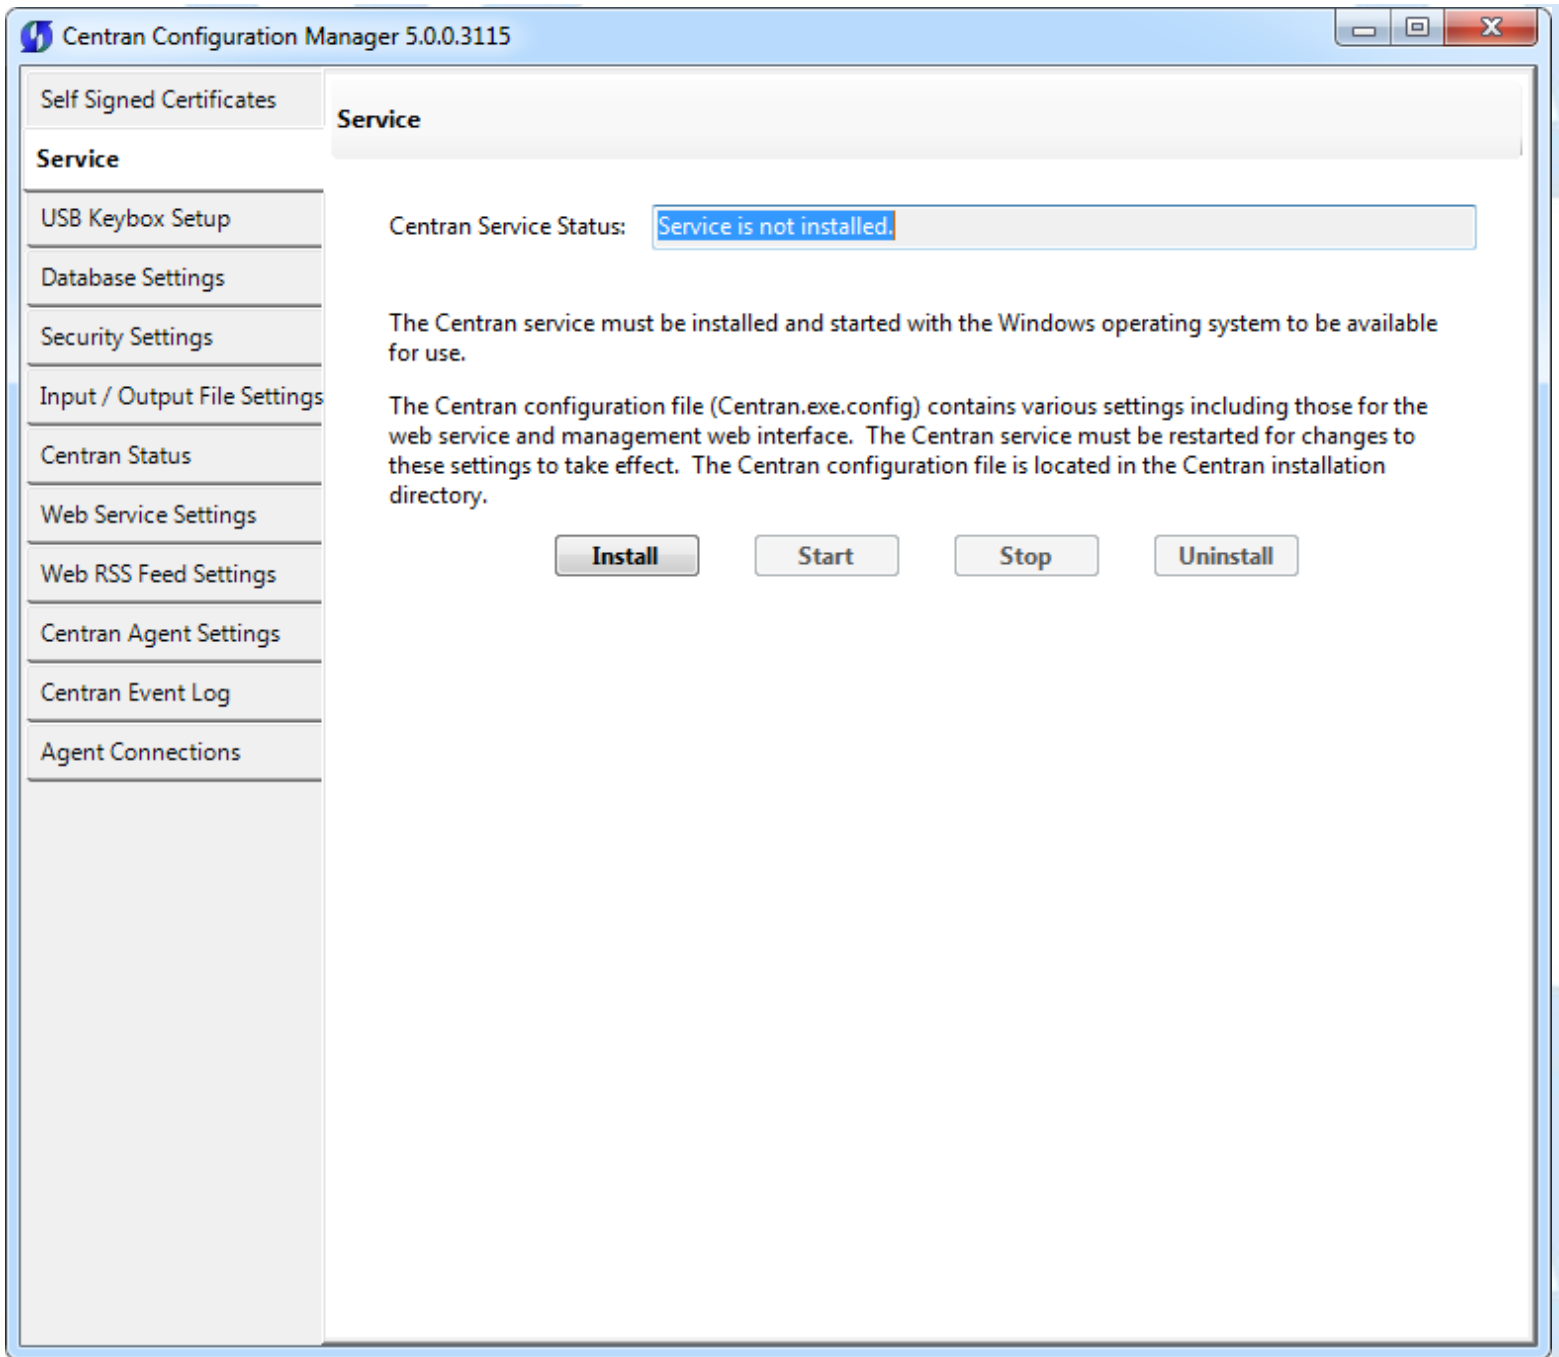 Centran Configuration Manager 5.0.0.3115
Self Signed Certificates
Service
USB Keybox Setup
Database Settings
Security Settings
Input / Output File Settings
Centran Status
Web Service Settings
Web RSS Feed Settings
Centran Agent Settings
Centran Event Log
Agent Connections
Service
Centran Service Status: Service is not installed.
The Centran service must be installed and started with the Windows operating system to be available
for use.
The Centran configuration file (Centran.exe.config) contains various settings including those for the
web service and management web interface.  The Centran service must be restarted for changes to
these settings to take effect.  The Centran configuration file is located in the Centran installation
directory.
Install Start Stop Uninstall